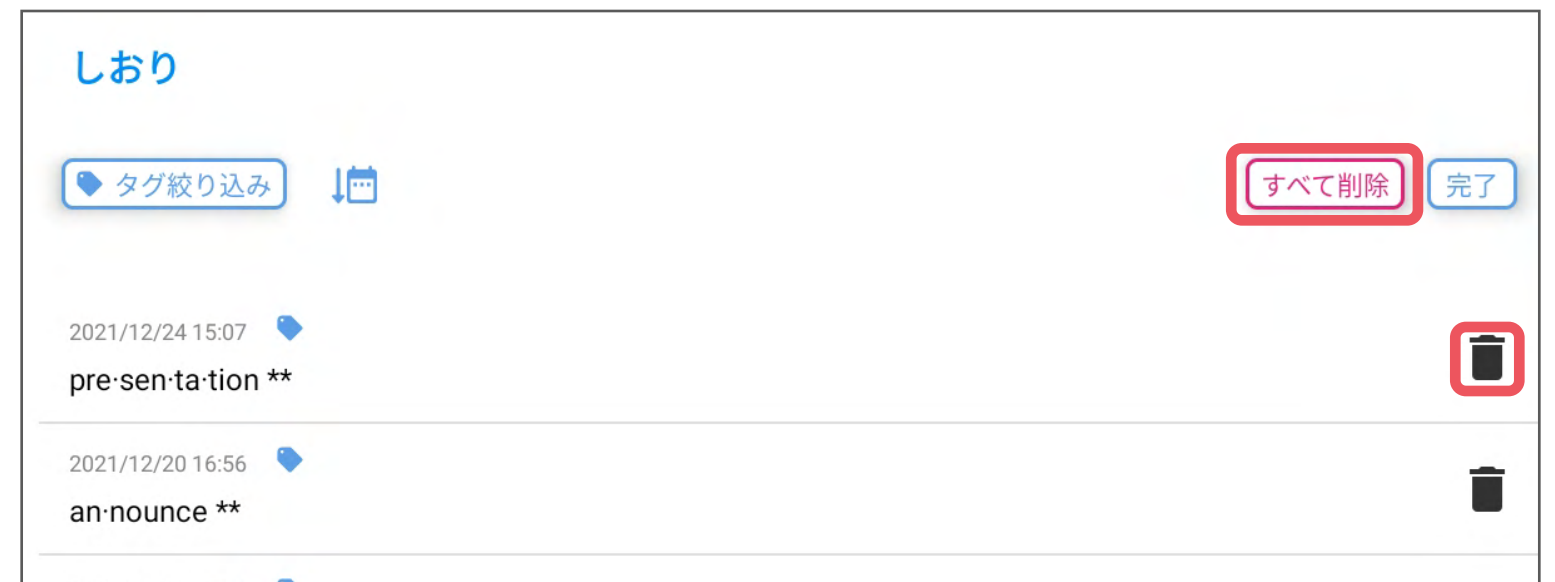 しおり
タグ絞り込み すべて削除 完了
2021/12/24 15:07
pre·sen·ta·tion **
2021/12/20 16:56
an·nounce **